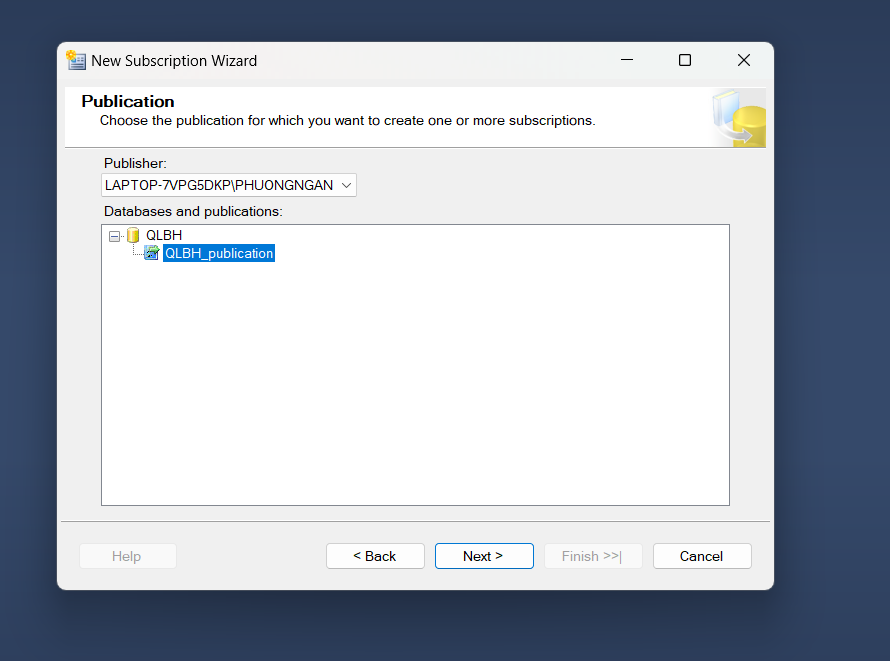 New Subscription Wizard
Publication
Choose the publication for which you want to create one or more subscriptions.
Publisher:
LAPTOP-7VPG5DKP\PHUONGNGAN
Databases and publications:
QLBH
QLBH_publication
Help
< Back
Next >
Finish >>|
Cancel